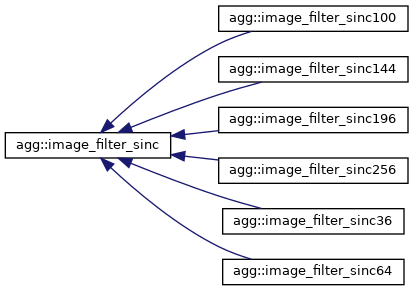 agg::image_filter_sinc100
agg::image_filter_sinc144
agg::image_filter_sinc196
agg::image_filter_sinc
agg::image_filter_sinc256
agg::image_filter_sinc36
agg::image_filter_sinc64